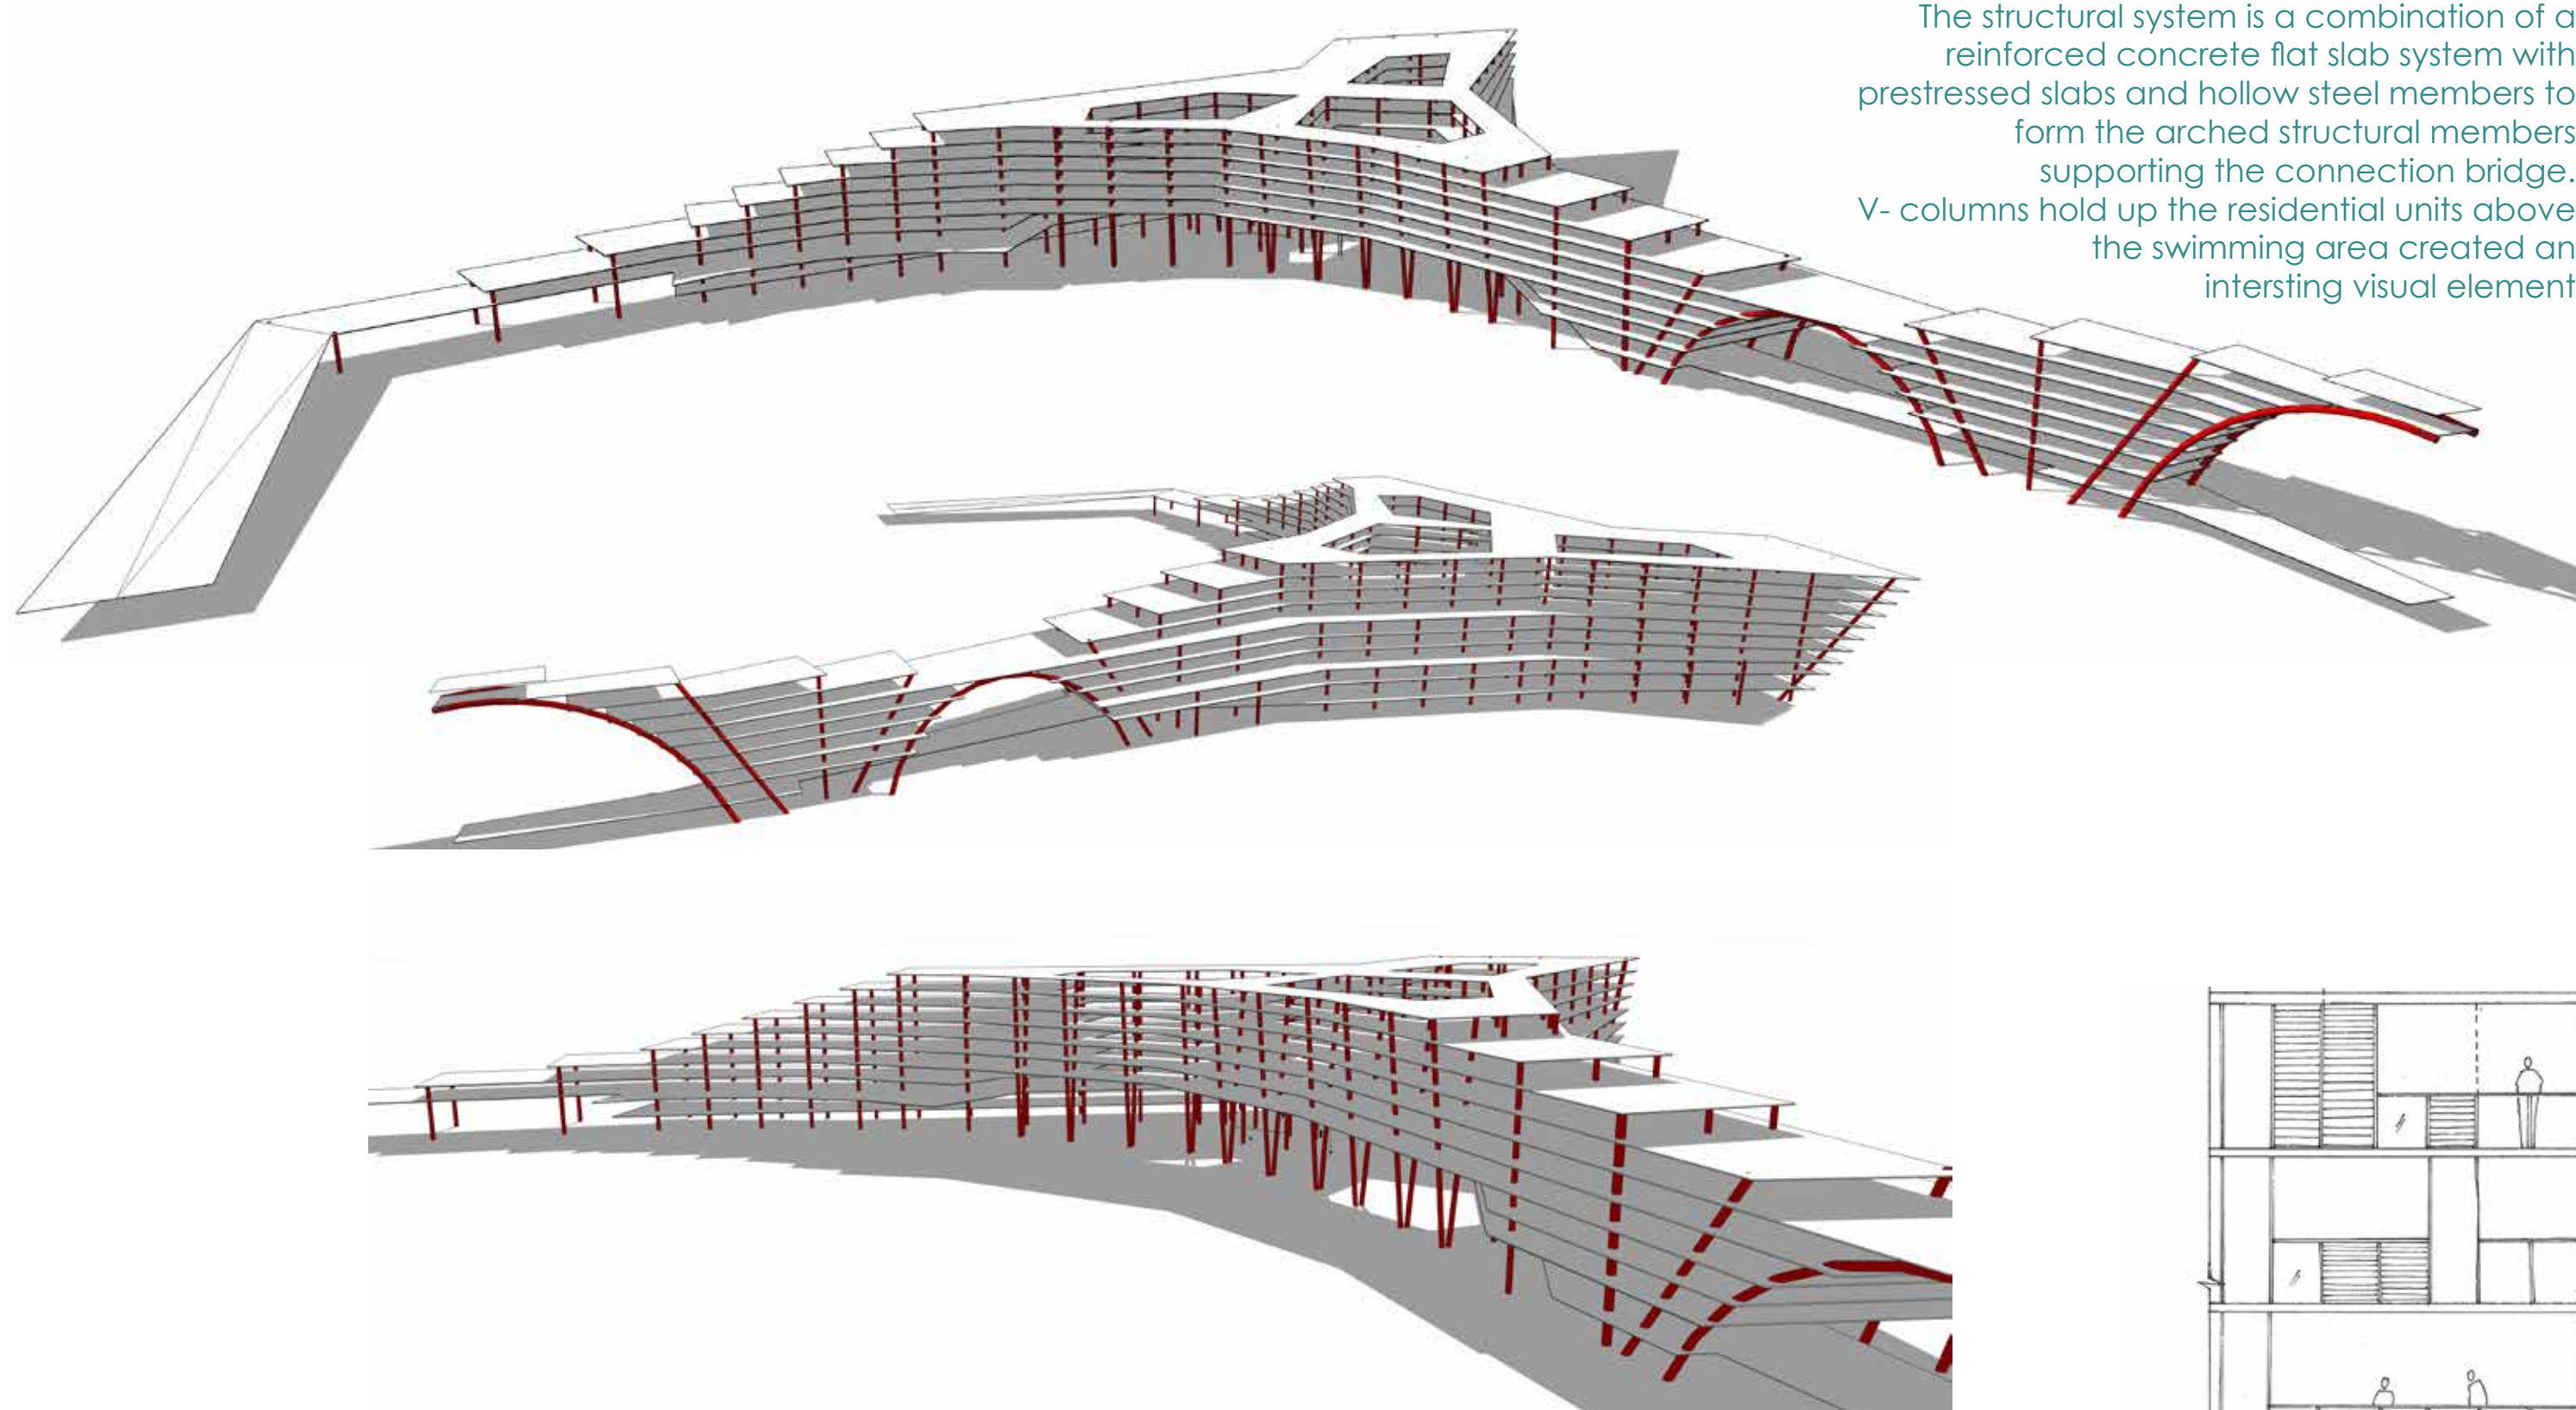 The structural system is a combination of a
reinforced concrete flat slab system with
prestressed slabs and hollow steel members to
form the arched structural members
supporting the connection bridge.
V- columns hold up the residential units above
the swimming area created an
intersting visual element